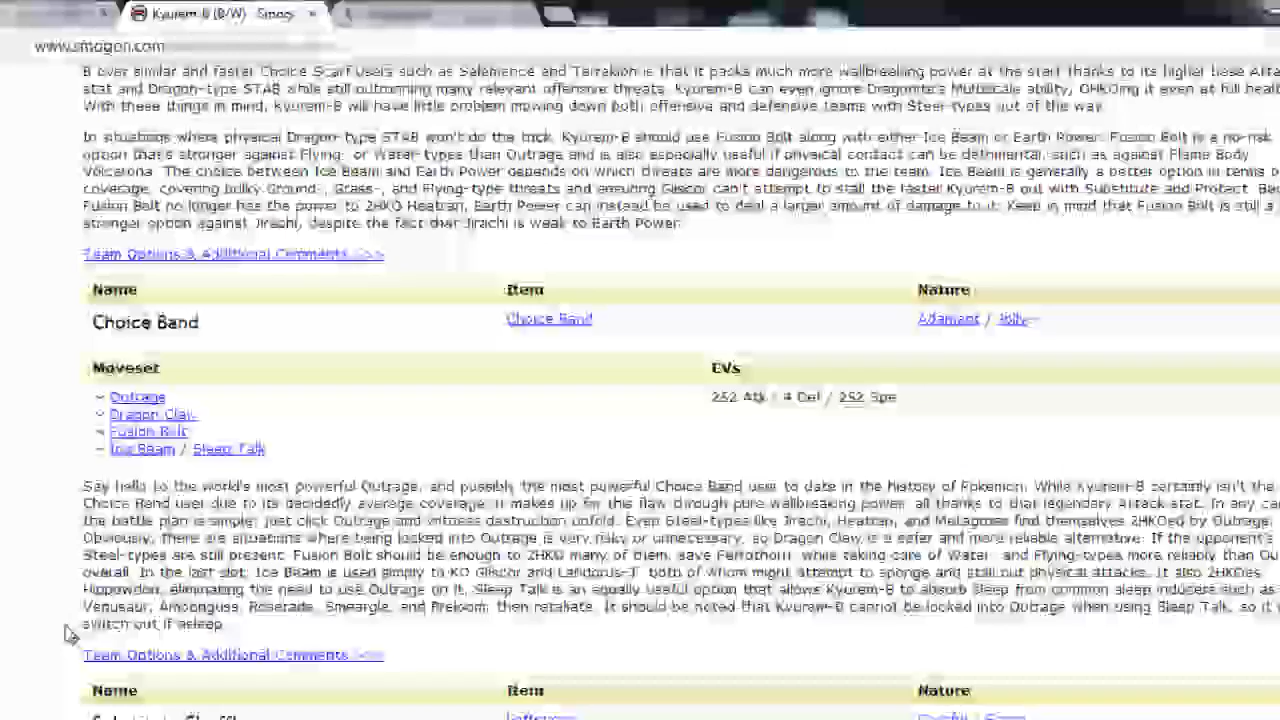 Kyurem-B (B/W) - Smog
www.smogon.com
B over similar and faster Choice Scarf users such as Salamence and Terrakion is that it packs much more wallbreaking power at the start thanks to its higher base Atta
stat and Dragon-type STAB while still outrunning many relevant offensive threats. Kyurem-B can even ignore Dragonite's Multiscale ability, OHKOing it even at full healt
With these things in mind, Kyurem-B will have little problem mowing down both offensive and defensive teams with Steel-types out of the way.
In situations where physical Dragon-type STAB won't do the trick, Kyurem-B should use Fusion Bolt along with either Ice Beam or Earth Power. Fusion Bolt is a no-risk
option that's stronger against Flying- or Water-types than Outrage and is also especially useful if physical contact can be detrimental, such as against Flame Body
Volcarona. The choice between Ice Beam and Earth Power depends on which threats are more dangerous to the team. Ice Beam is generally a better option in terms o
coverage, covering bulky Ground-, Grass-, and Flying-type threats and ensuring Gliscor can't attempt to stall the faster Kyurem-B out with Substitute and Protect.
Fusion Bolt no longer has the power to 2HKO Heatran, Earth Power can instead be used to deal a larger amount of damage to it. Keep in mind that Fusion Bolt is still a
stronger option against Jirachi, despite the fact that Jirachi is weak to Earth Power.
Team Options & Additional Comments >>>
Name Item Nature
Choice Band Choice Band Adamant / Jolly
Moveset EVs
~ Outrage 252 Atk / 4 Def / 252 Spe
~ Dragon Claw
~ Fusion Bolt
~ Ice Beam / Sleep Talk
Say hello to the world's most powerful Outrage, and possibly the most powerful Choice Band user to date in the history of Pokemon. While Kyurem-B certainly isn't the
Choice Band user due to its decidedly average coverage, it makes up for this flaw through pure wallbreaking power, all thanks to that legendary Attack stat. In any ca
the battle plan is simple: just click Outrage and witness destruction unfold. Even Steel-types like Jirachi, Heatran, and Metagross find themselves 2HKOed by Outrage.
Obviously, there are situations where being locked into Outrage is very risky or unnecessary, so Dragon Claw is a safer and more reliable alternative. If the opponent's
Steel-types are still present, Fusion Bolt should be enough to 2HKO many of them, save Ferrothorn, while taking care of Water- and Flying-types more reliably than Ou
overall. In the last slot, Ice Beam is used simply to KO Gliscor and Landorus-T, both of whom might attempt to sponge and stall out physical attacks. It also 2HKOes
Hippowdon, eliminating the need to use Outrage on it. Sleep Talk is an equally useful option that allows Kyurem-B to absorb sleep from common sleep inducers such as
Venusaur, Amoonguss, Roserade, Smeargle, and Breloom, then retaliate. It should be noted that Kyurem-B cannot be locked into Outrage when using Sleep Talk, so it
switch out if asleep.
Team Options & Additional Comments >>>
Name Item Nature